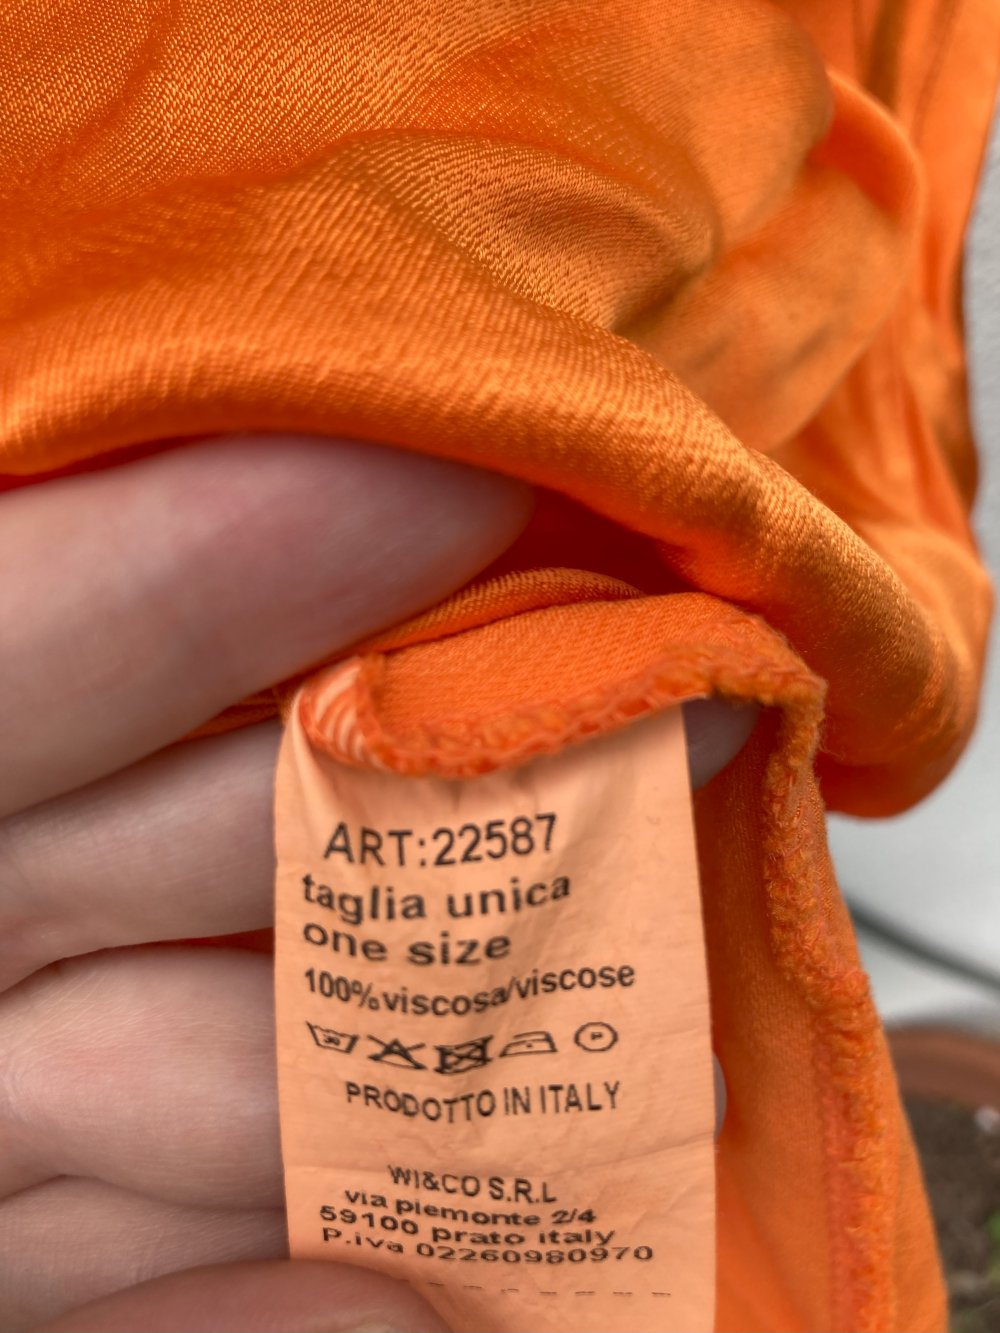 ART:22587
taglia unica
one size
100%viscosa/viscose
PRODOTTO IN ITALY
WI&CO S.R.L
via piemonte 2/4
59100 prato italy
P.iva 02260980970